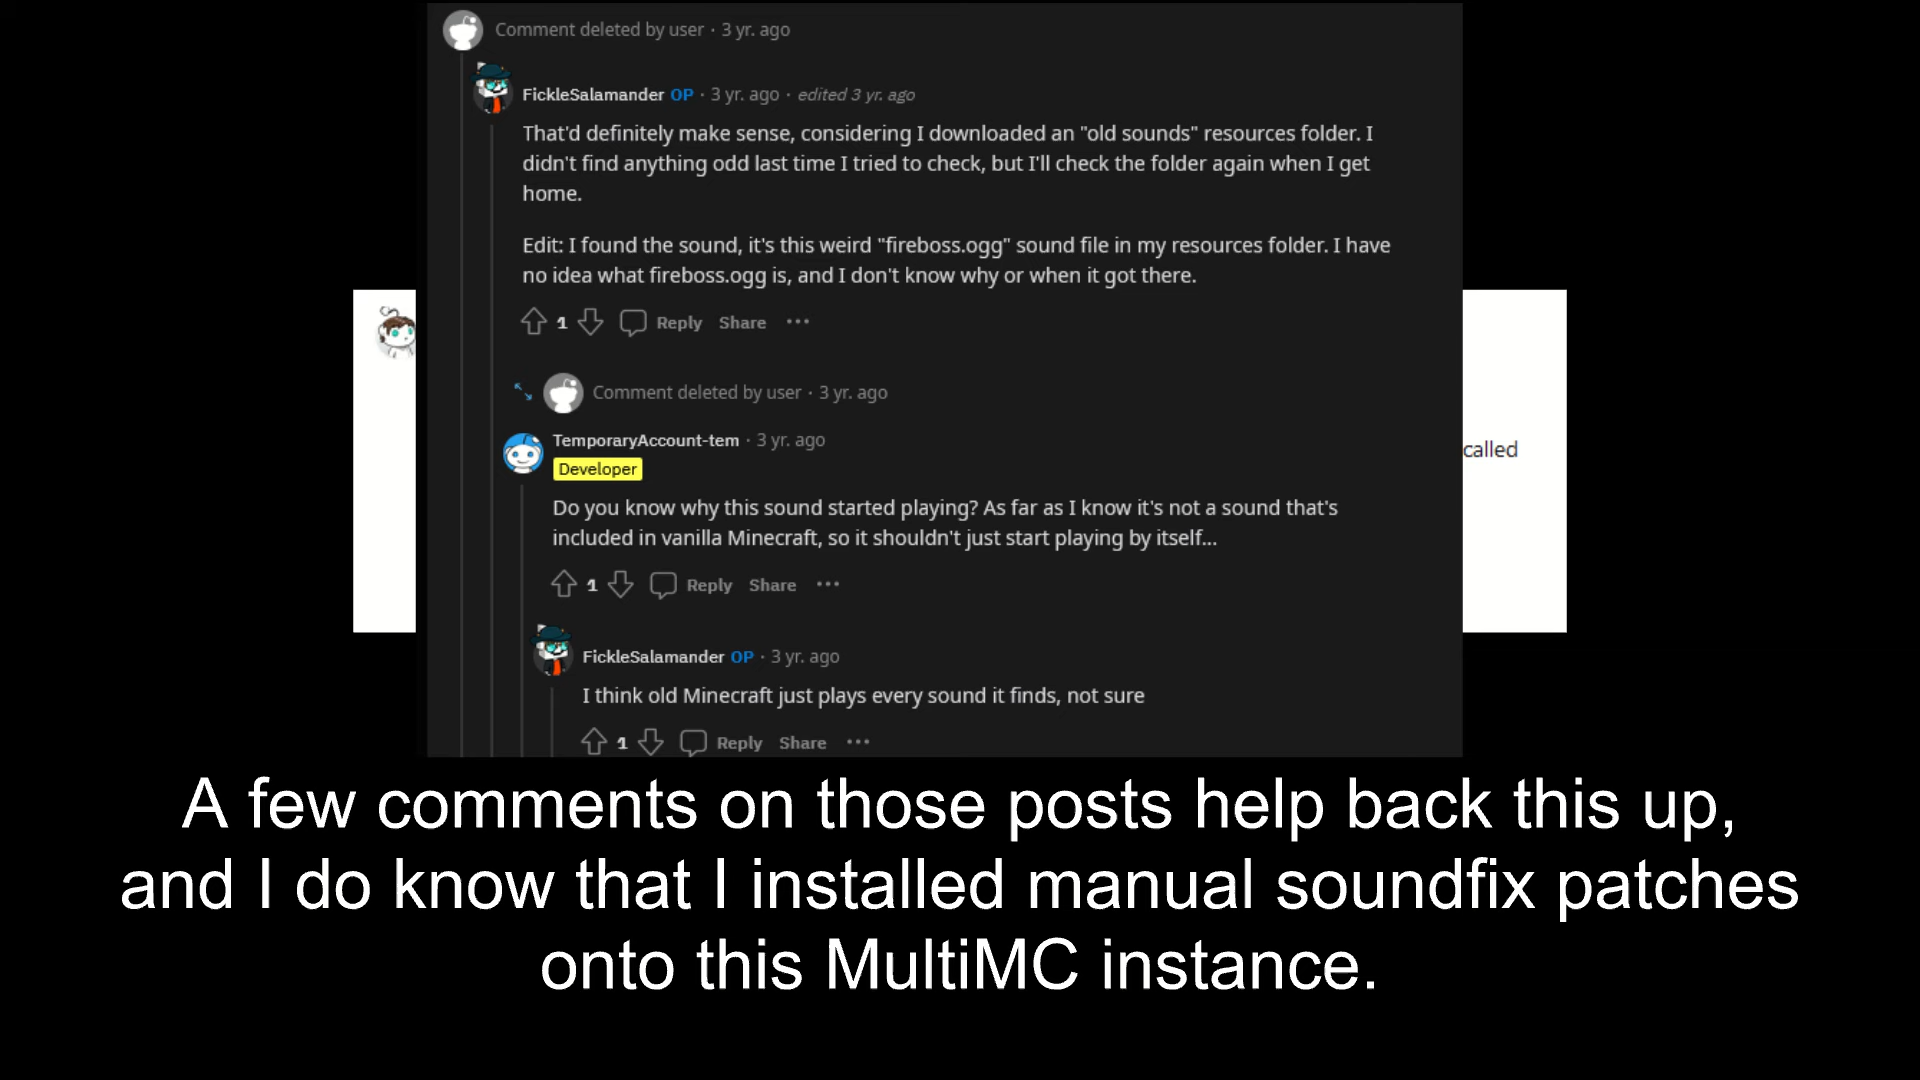 Comment deleted by user · 3 yr. ago
FickleSalamander OP · 3 yr. ago · edited 3 yr. ago
That'd definitely make sense, considering I downloaded an "old sounds" resources folder. I
didn't find anything odd last time I tried to check, but I'll check the folder again when I get
home.
Edit: I found the sound, it's this weird "fireboss.ogg" sound file in my resources folder. I have
no idea what fireboss.ogg is, and I don't know why or when it got there.
1 Reply Share ···
Comment deleted by user · 3 yr. ago
called
TemporaryAccount-tem · 3 yr. ago
Developer
Do you know why this sound started playing? As far as I know it's not a sound that's
included in vanilla Minecraft, so it shouldn't just start playing by itself...
1 Reply Share ···
FickleSalamander OP · 3 yr. ago
I think old Minecraft just plays every sound it finds, not sure
1 Reply Share ···
A few comments on those posts help back this up,
and I do know that I installed manual soundfix patches
onto this MultiMC instance.